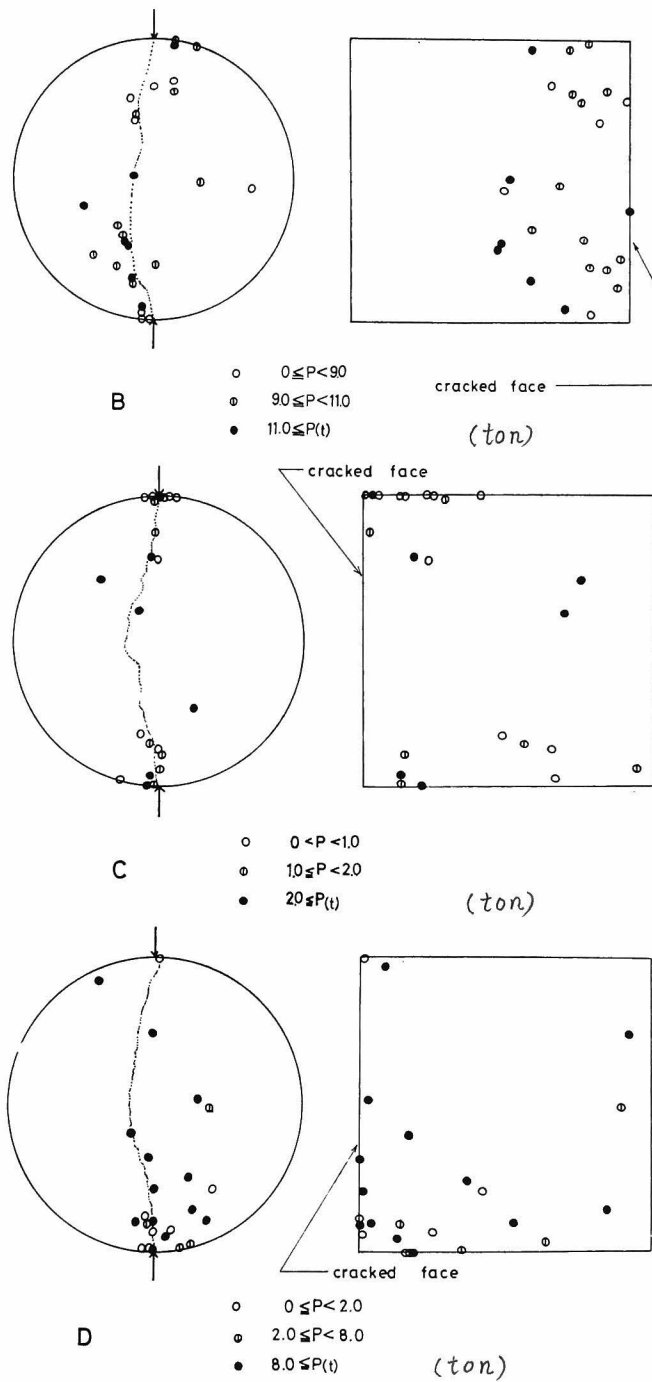 B
○ 0≦P<9.0
⦶ 9.0≦P<11.0
● 11.0≦P(t)
cracked face
(ton)
cracked face
C
○ 0<P<1.0
⦶ 1.0≦P<2.0
● 2.0≦P(t)
(ton)
cracked face
D
○ 0≦P<2.0
⦶ 2.0≦P<8.0
● 8.0≦P(t)
(ton)